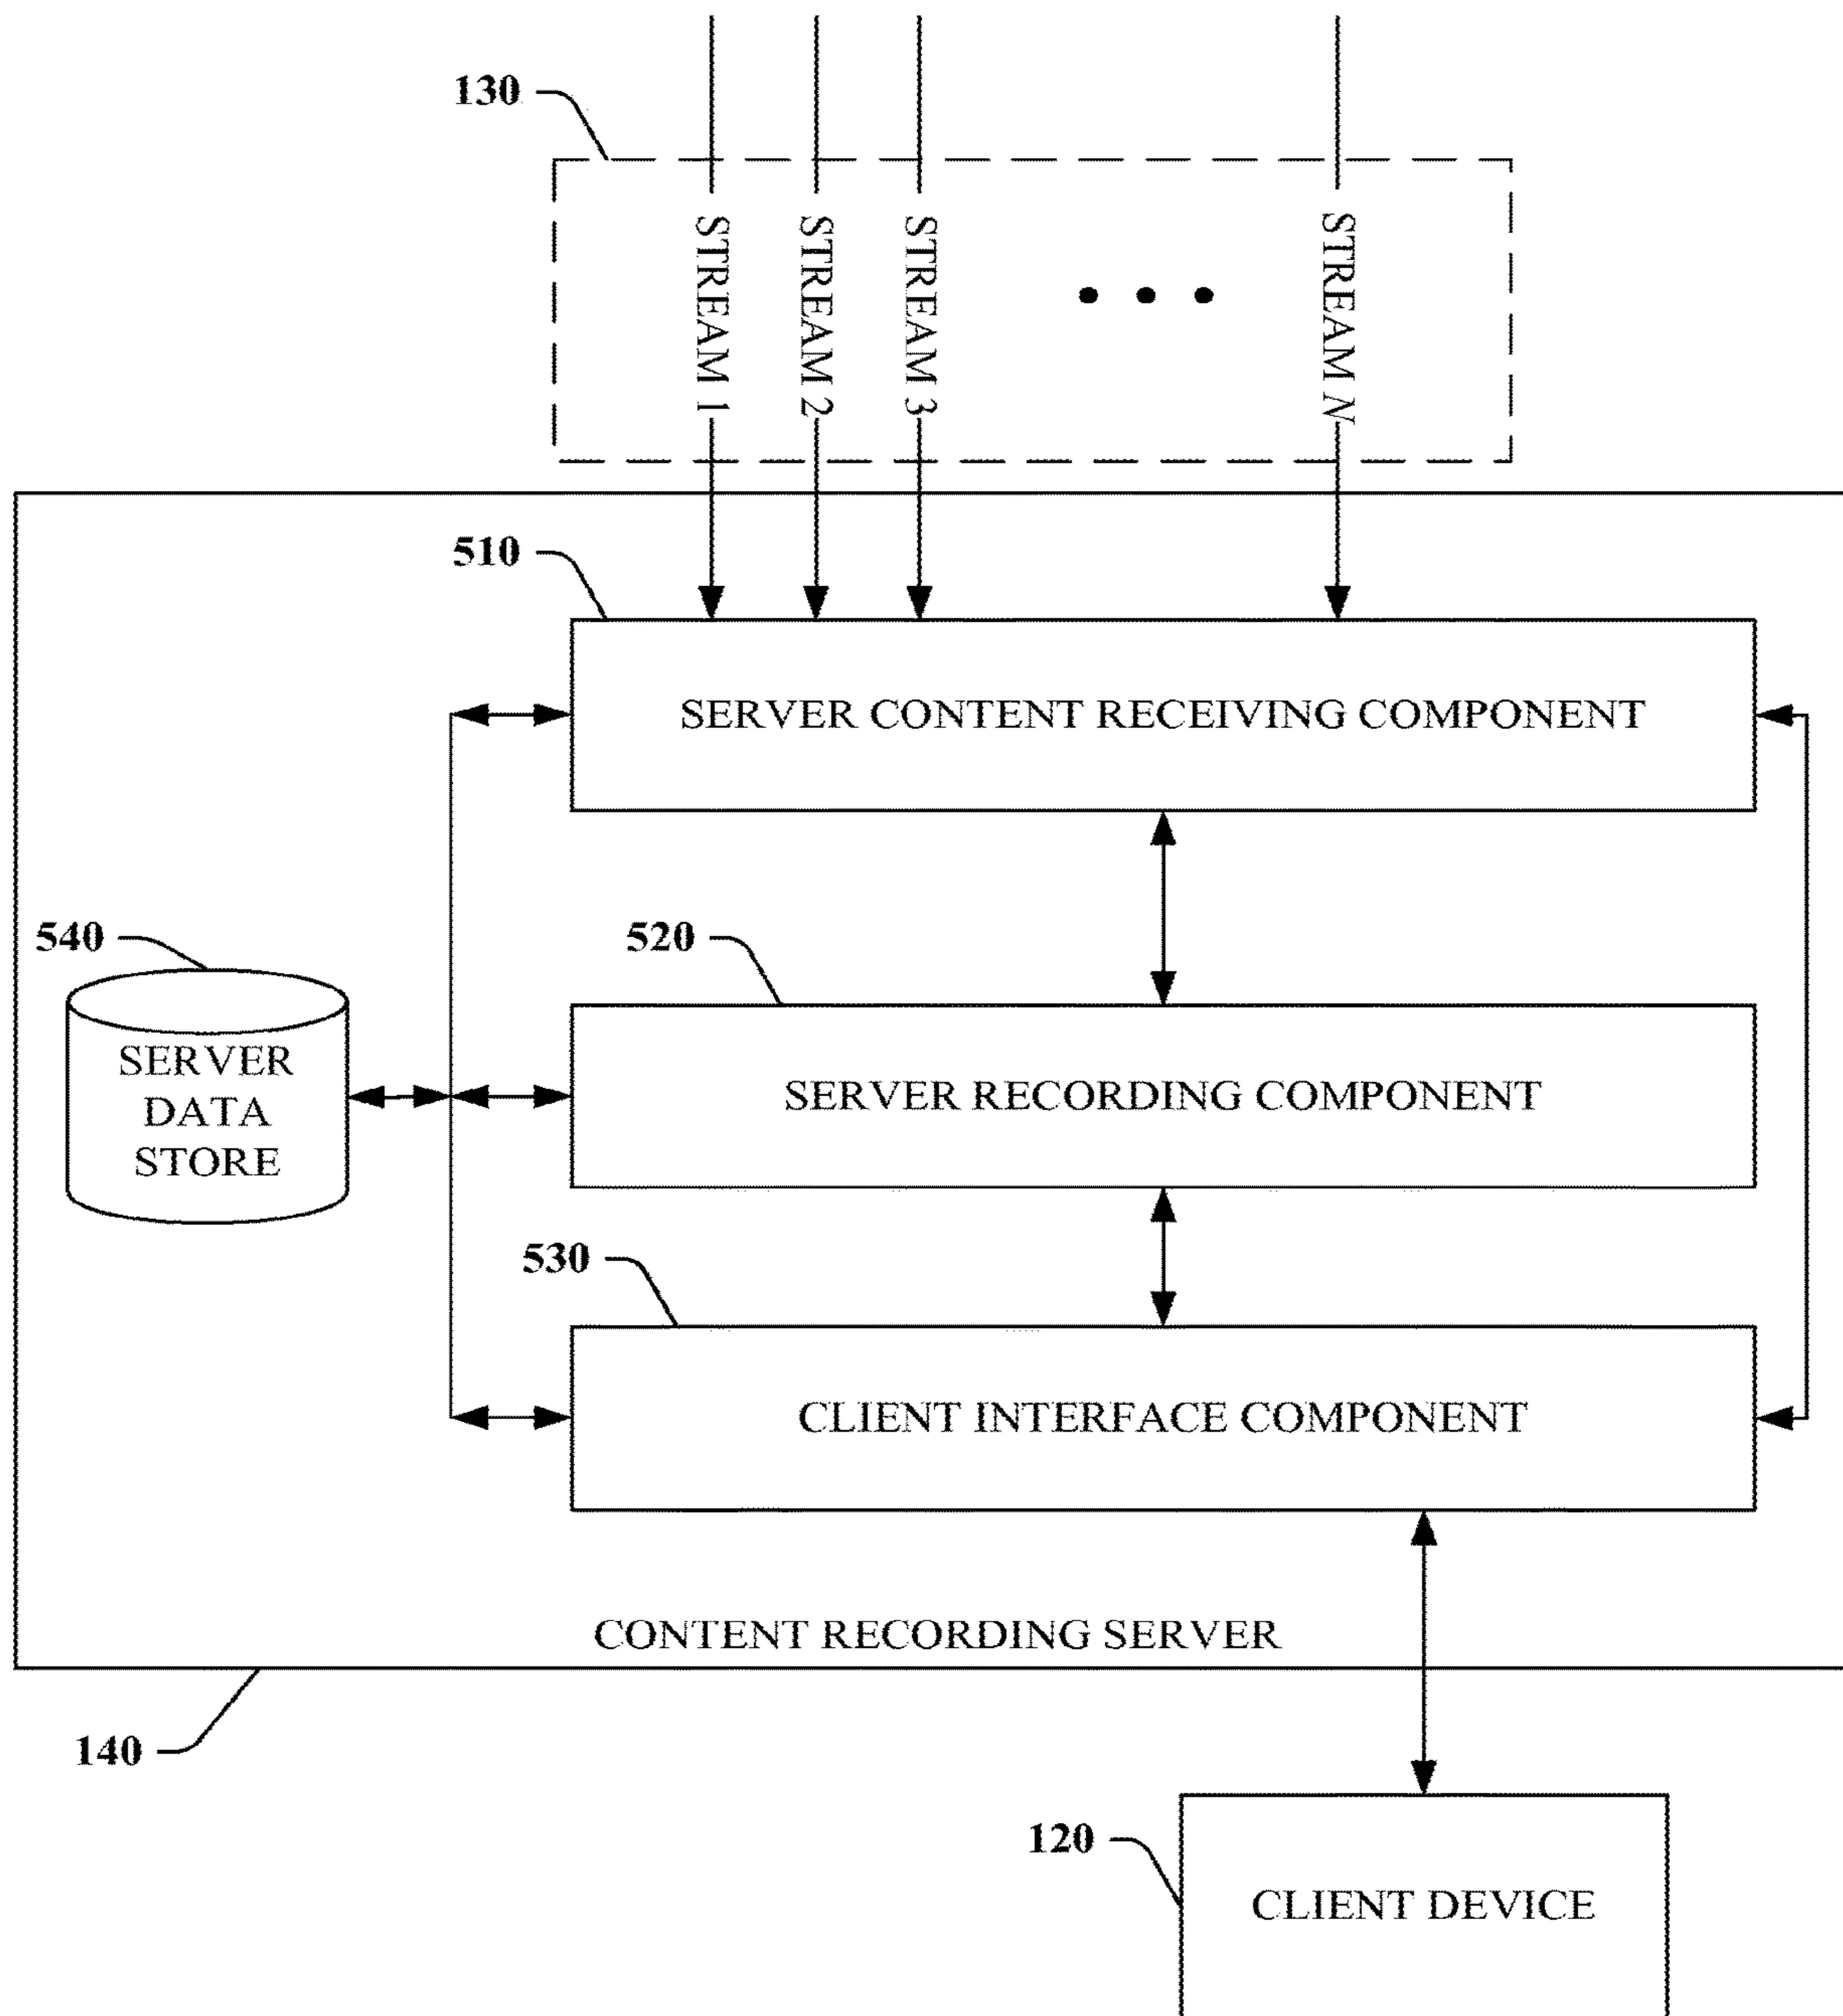 130
STREAM 1
STREAM 2
STREAM 3
STREAM N
510
SERVER CONTENT RECEIVING COMPONENT
540
520
SERVER
DATA
STORE
SERVER RECORDING COMPONENT
530
CLIENT INTERFACE COMPONENT
CONTENT RECORDING SERVER
140
120
CLIENT DEVICE